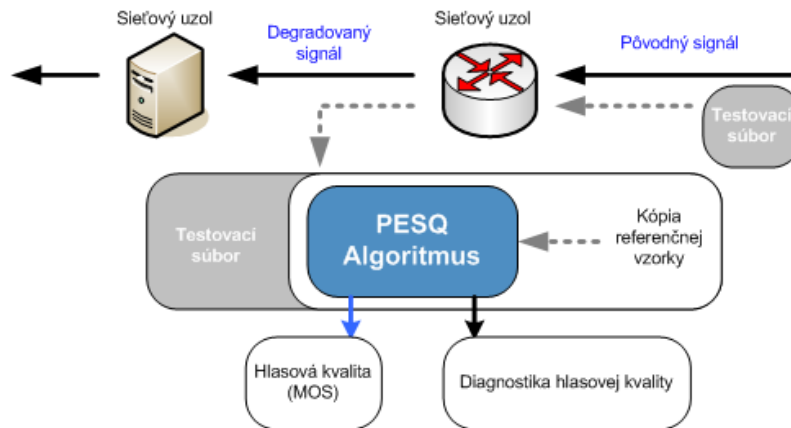 Sieťový uzol
Sieťový uzol
Degradovaný
signál
Pôvodný signál
Testovací
súbor
Testovací
súbor
PESQ
Algoritmus
Kópia
referenčnej
vzorky
Hlasová kvalita
(MOS)
Diagnostika hlasovej kvality